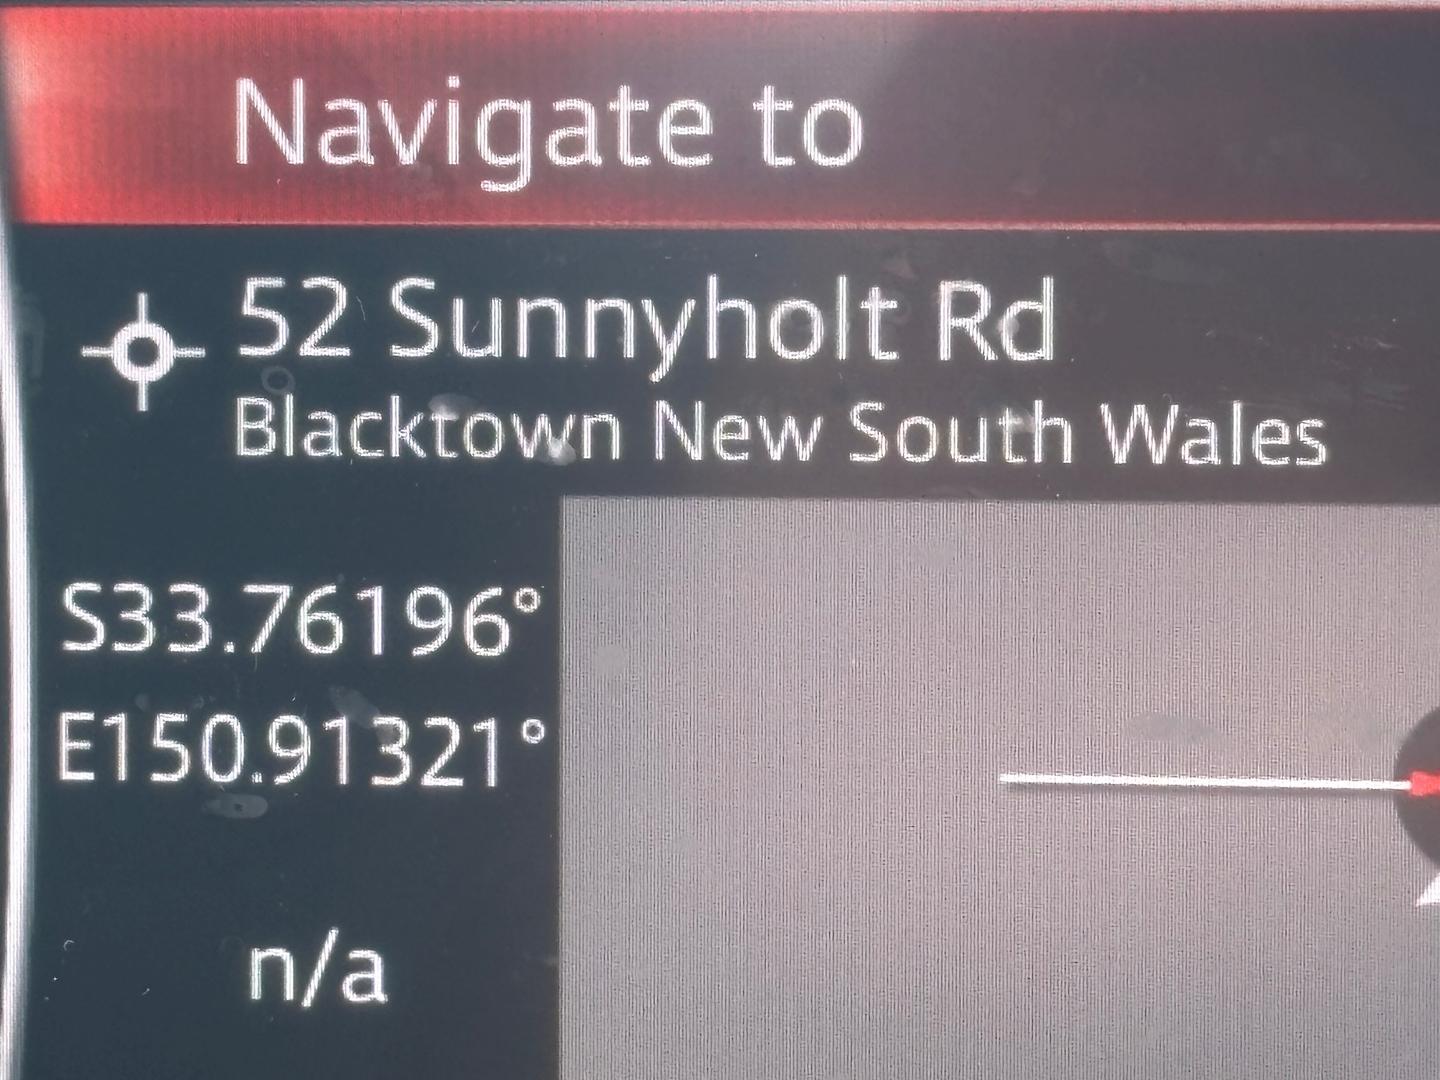 Navigate to
52 Sunnyholt Rd
Blacktown New South Wales
S33.76196°
E150.91321°
n/a